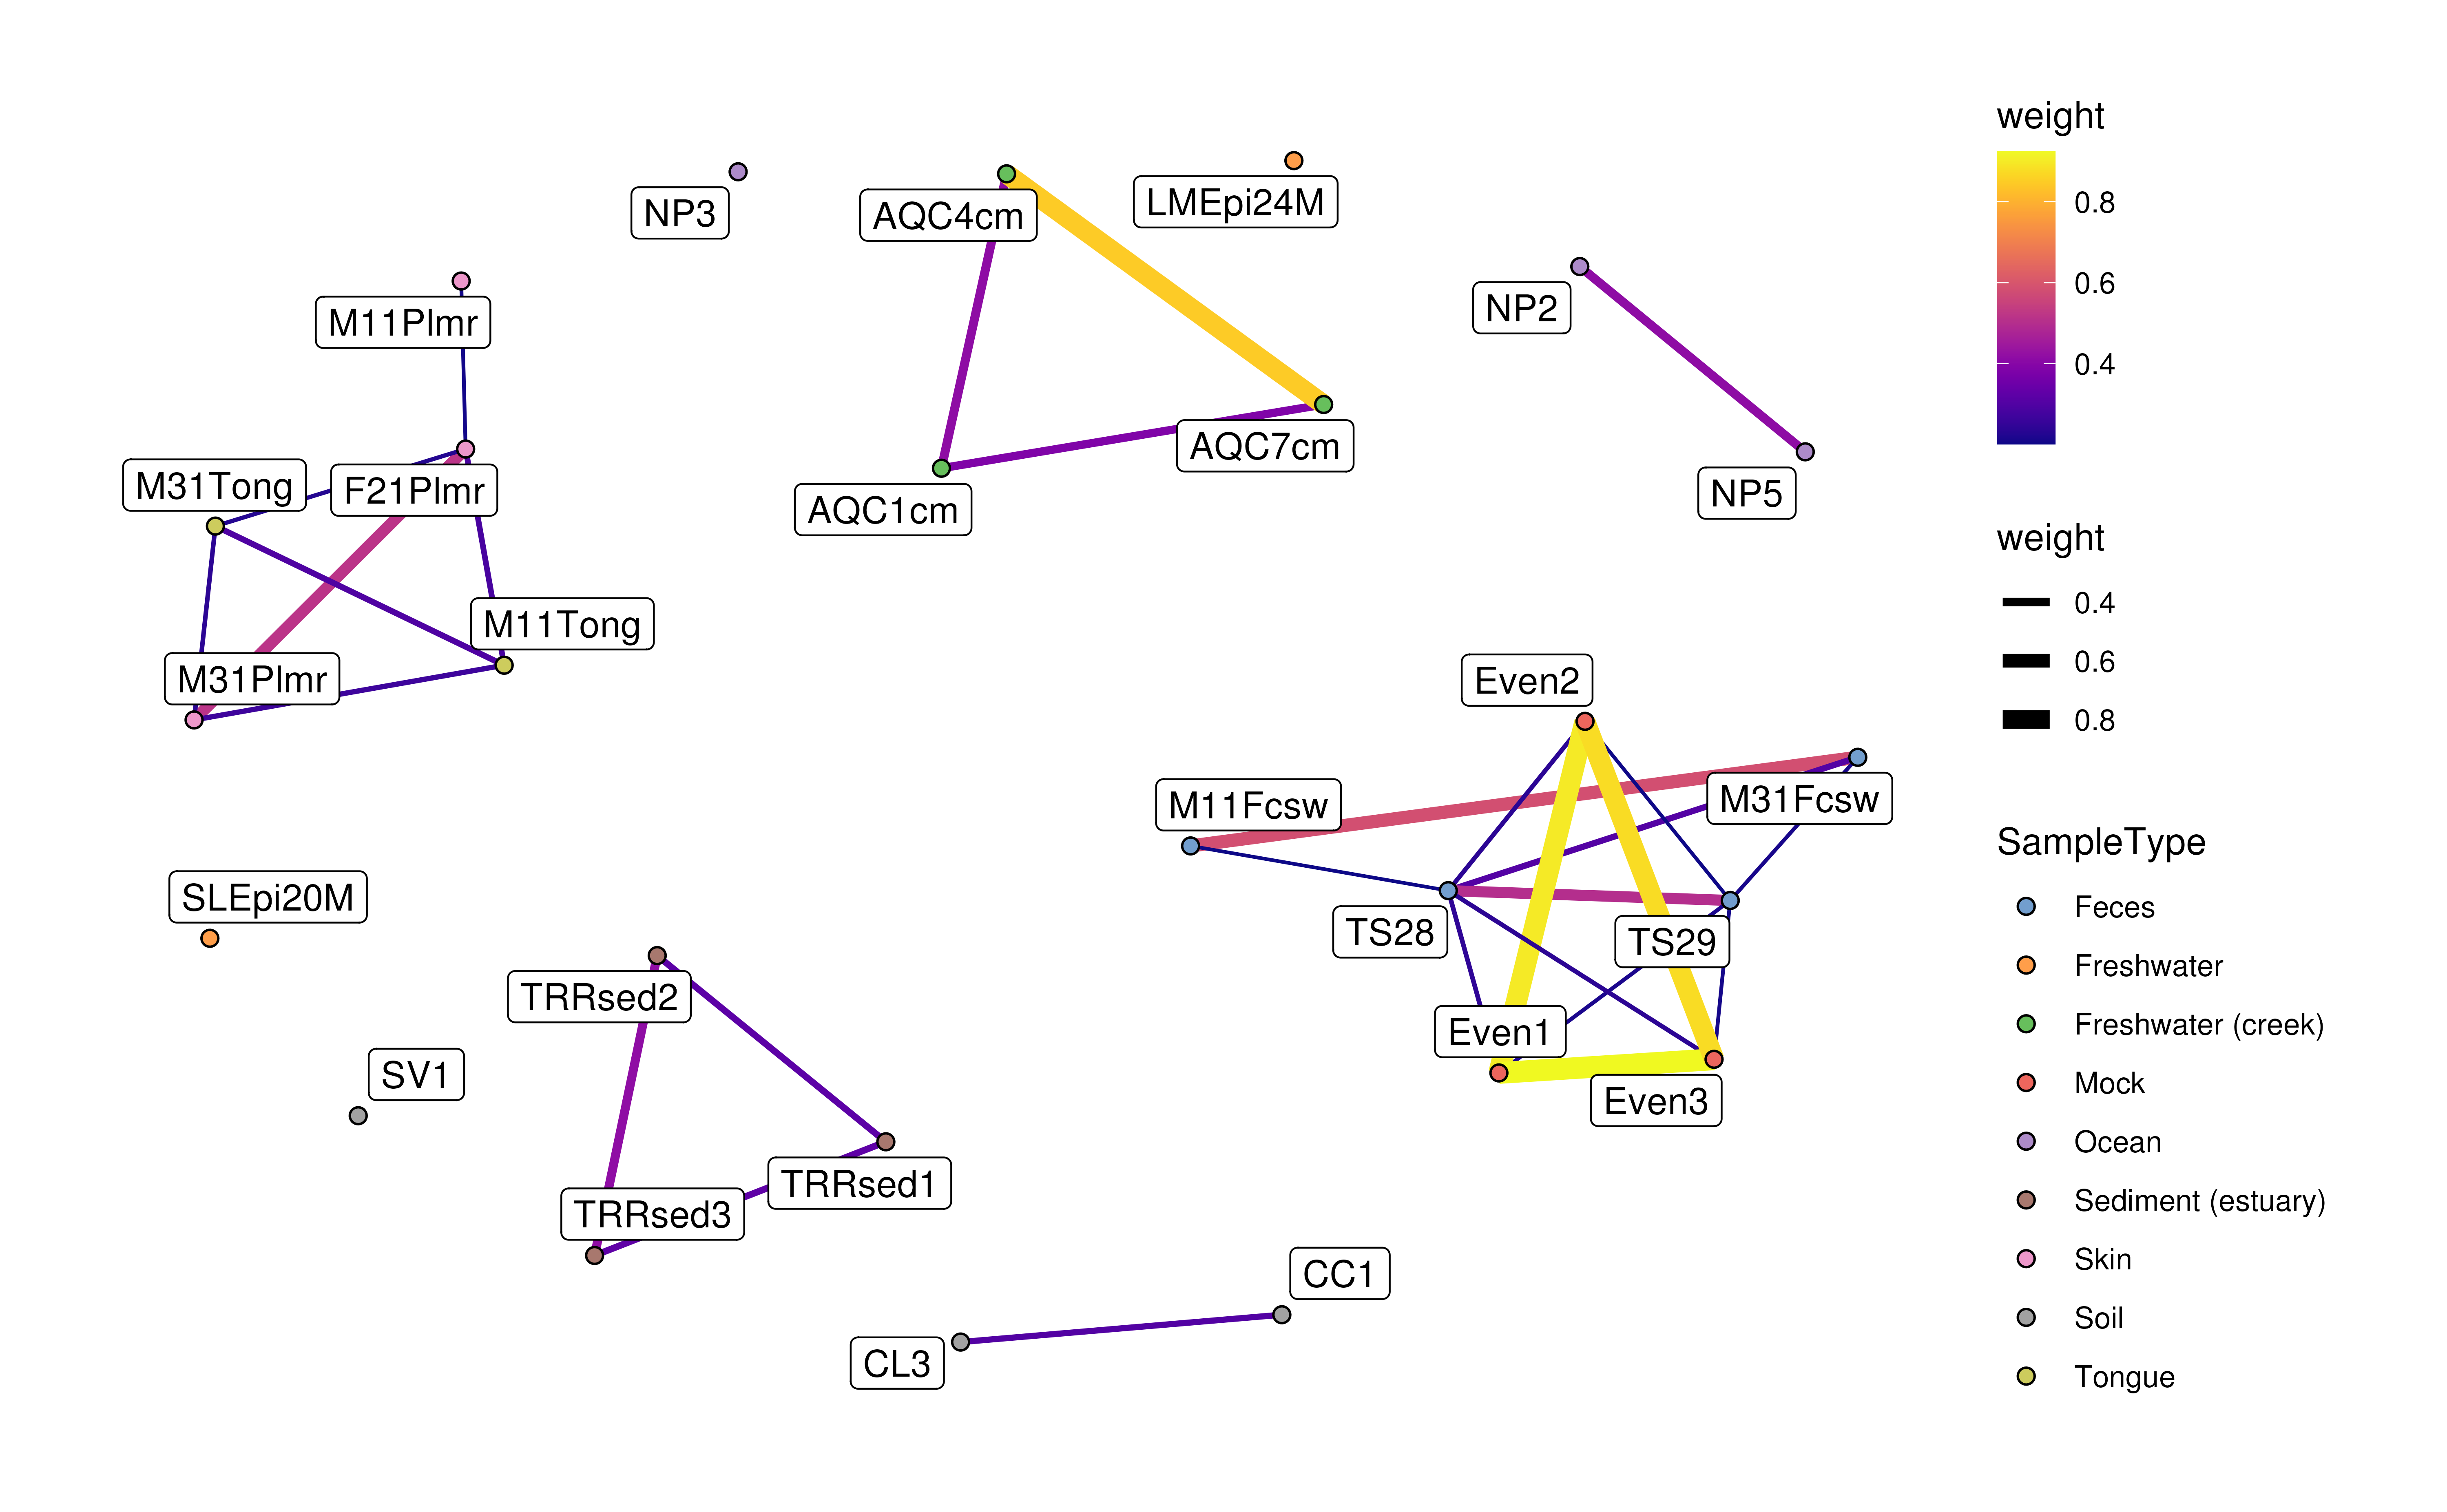 NP3
AQC4cm
LMEpi24M
M11Plmr
NP2
AQC7cm
M31Tong
F21Plmr
NP5
AQC1cm
M11Tong
M31Plmr
Even2
M11Fcsw
M31Fcsw
SLEpi20M
TS28
TS29
TRRsed2
Even1
SV1
Even3
TRRsed1
TRRsed3
CC1
CL3
weight
0.8
0.6
0.4
weight
0.4
0.6
0.8
SampleType
Feces
Freshwater
Freshwater (creek)
Mock
Ocean
Sediment (estuary)
Skin
Soil
Tongue